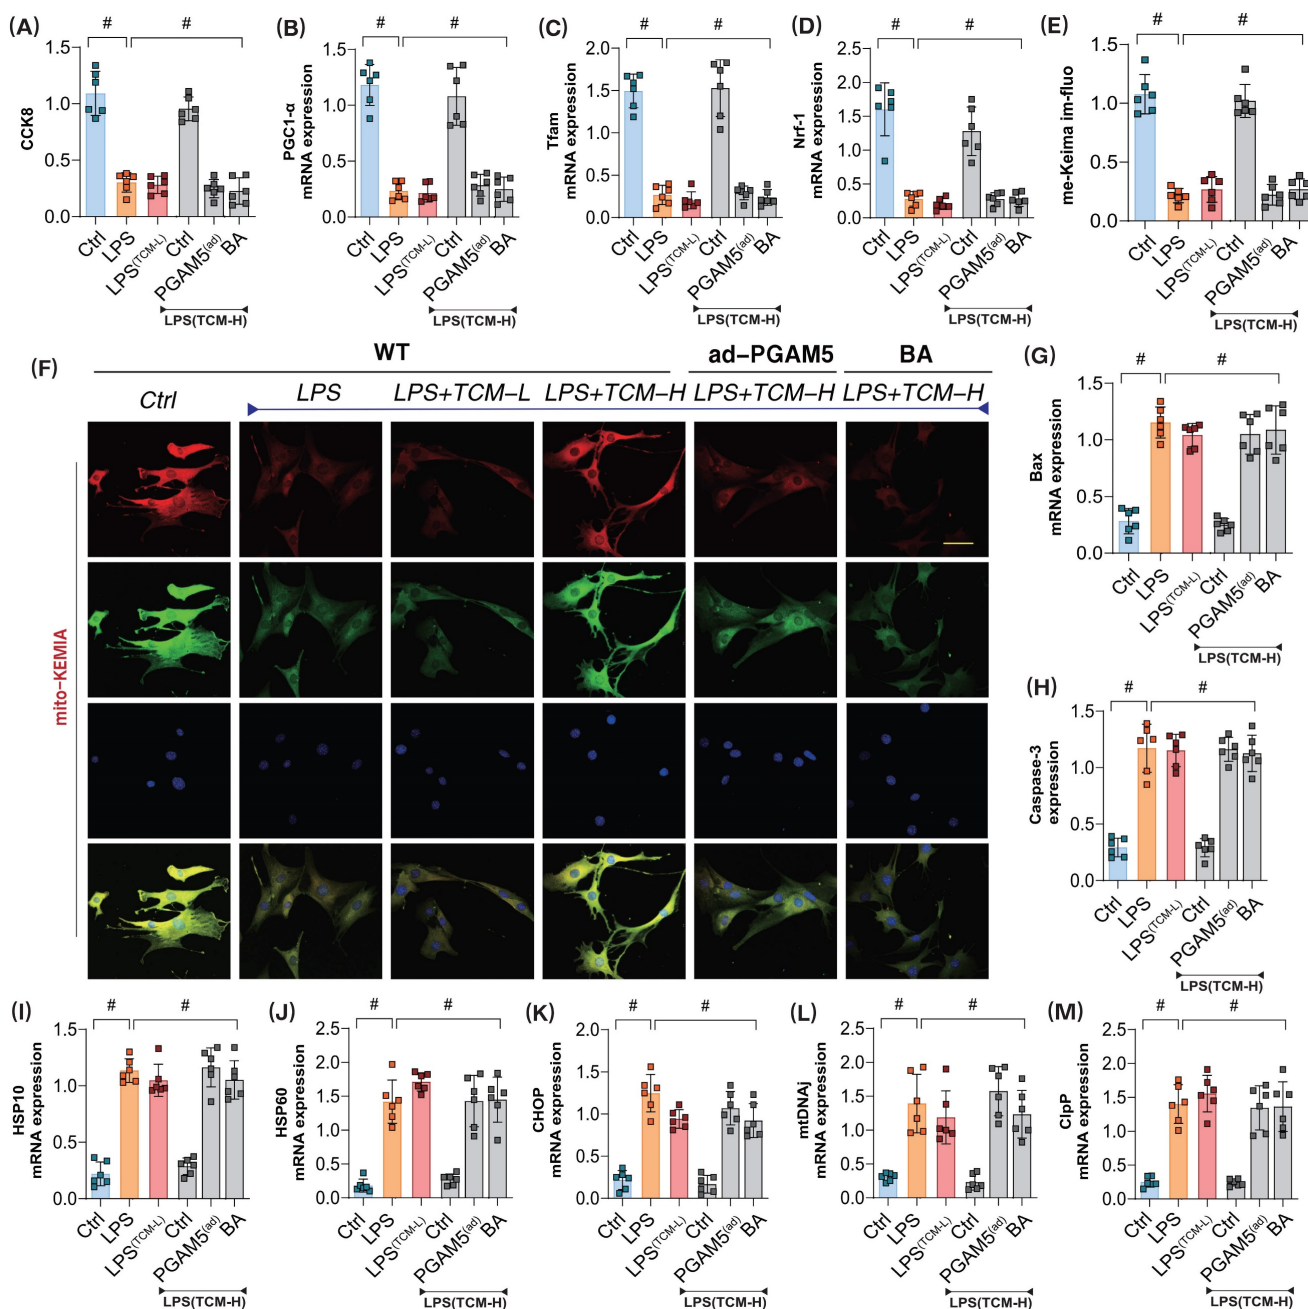 (A)
CCK8
1.5
1.0
0.5
0.0
#
#
Ctrl
LPS
LPS(TCM-L)
Ctrl
PGAM5(ad)
BA
LPS(TCM-H)
(B)
PGC1-α
mRNA expression
1.5
1.0
0.5
0.0
#
#
Ctrl
LPS
LPS(TCM-L)
Ctrl
PGAM5(ad)
BA
LPS(TCM-H)
(C)
Tfam
mRNA expression
2.0
1.5
1.0
0.5
0.0
#
#
Ctrl
LPS
LPS(TCM-L)
Ctrl
PGAM5(ad)
BA
LPS(TCM-H)
(D)
Nrf-1
mRNA expression
2.5
2.0
1.5
1.0
0.5
0.0
#
#
Ctrl
LPS
LPS(TCM-L)
Ctrl
PGAM5(ad)
BA
LPS(TCM-H)
(E)
me-Keima im-fluo
1.5
1.0
0.5
0.0
#
#
Ctrl
LPS
LPS(TCM-L)
Ctrl
PGAM5(ad)
BA
LPS(TCM-H)
(F)
WT
ad–PGAM5
BA
Ctrl
LPS
LPS+TCM–L
LPS+TCM–H
LPS+TCM–H
LPS+TCM–H
mito–KEMIA
(G)
Bax
mRNA expression
1.5
1.0
0.5
0.0
#
#
Ctrl
LPS
LPS(TCM-L)
Ctrl
PGAM5(ad)
BA
LPS(TCM-H)
(H)
Caspase-3
expression
1.5
1.0
0.5
0.0
#
#
Ctrl
LPS
LPS(TCM-L)
Ctrl
PGAM5(ad)
BA
LPS(TCM-H)
(I)
HSP10
mRNA expression
1.5
1.0
0.5
0.0
#
#
Ctrl
LPS
LPS(TCM-L)
Ctrl
PGAM5(ad)
BA
LPS(TCM-H)
(J)
HSP60
mRNA expression
2.5
2.0
1.5
1.0
0.5
0.0
#
#
Ctrl
LPS
LPS(TCM-L)
Ctrl
PGAM5(ad)
BA
LPS(TCM-H)
(K)
CHOP
mRNA expression
2.0
1.5
1.0
0.5
0.0
#
#
Ctrl
LPS
LPS(TCM-L)
Ctrl
PGAM5(ad)
BA
LPS(TCM-H)
(L)
mtDNAj
mRNA expression
2.5
2.0
1.5
1.0
0.5
0.0
#
#
Ctrl
LPS
LPS(TCM-L)
Ctrl
PGAM5(ad)
BA
LPS(TCM-H)
(M)
ClpP
mRNA expression
2.5
2.0
1.5
1.0
0.5
0.0
#
#
Ctrl
LPS
LPS(TCM-L)
Ctrl
PGAM5(ad)
BA
LPS(TCM-H)